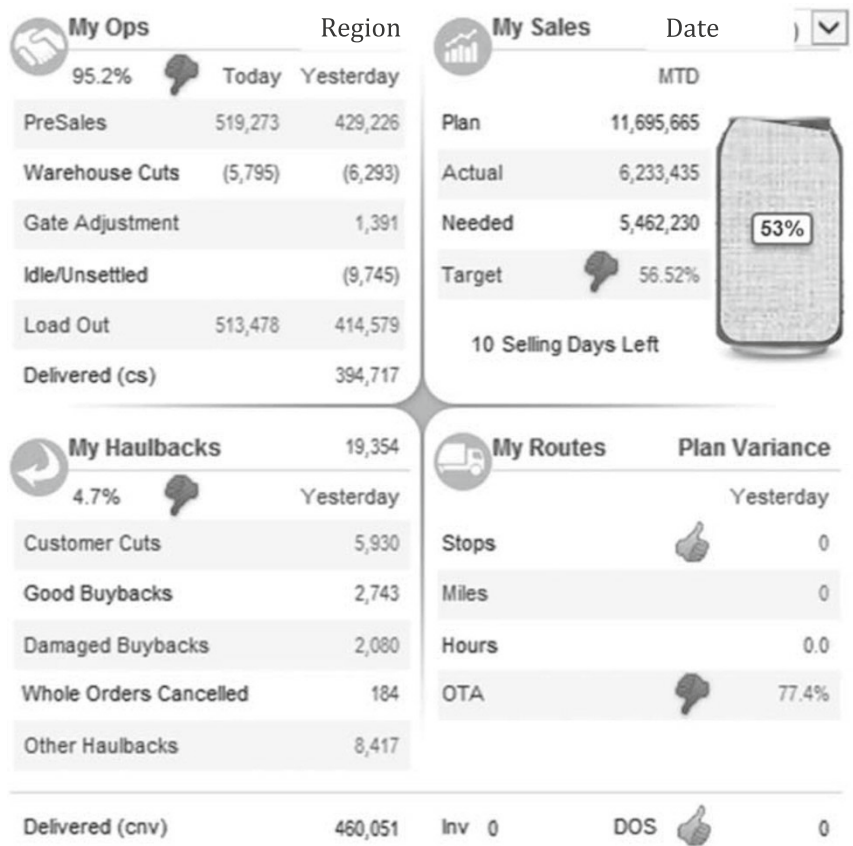 My Ops Region
95.2% Today Yesterday
PreSales 519,273 429,226
Warehouse Cuts (5,795) (6,293)
Gate Adjustment 1,391
Idle/Unsettled (9,745)
Load Out 513,478 414,579
Delivered (cs) 394,717
My Sales Date )
MTD
Plan 11,695,665
Actual 6,233,435
Needed 5,462,230
Target 56.52%
53%
10 Selling Days Left
My Haulbacks 19,354
4.7% Yesterday
Customer Cuts 5,930
Good Buybacks 2,743
Damaged Buybacks 2,080
Whole Orders Cancelled 184
Other Haulbacks 8,417
My Routes Plan Variance
Yesterday
Stops 0
Miles 0
Hours 0.0
OTA 77.4%
Delivered (cnv) 460,051 Inv 0 DOS 0